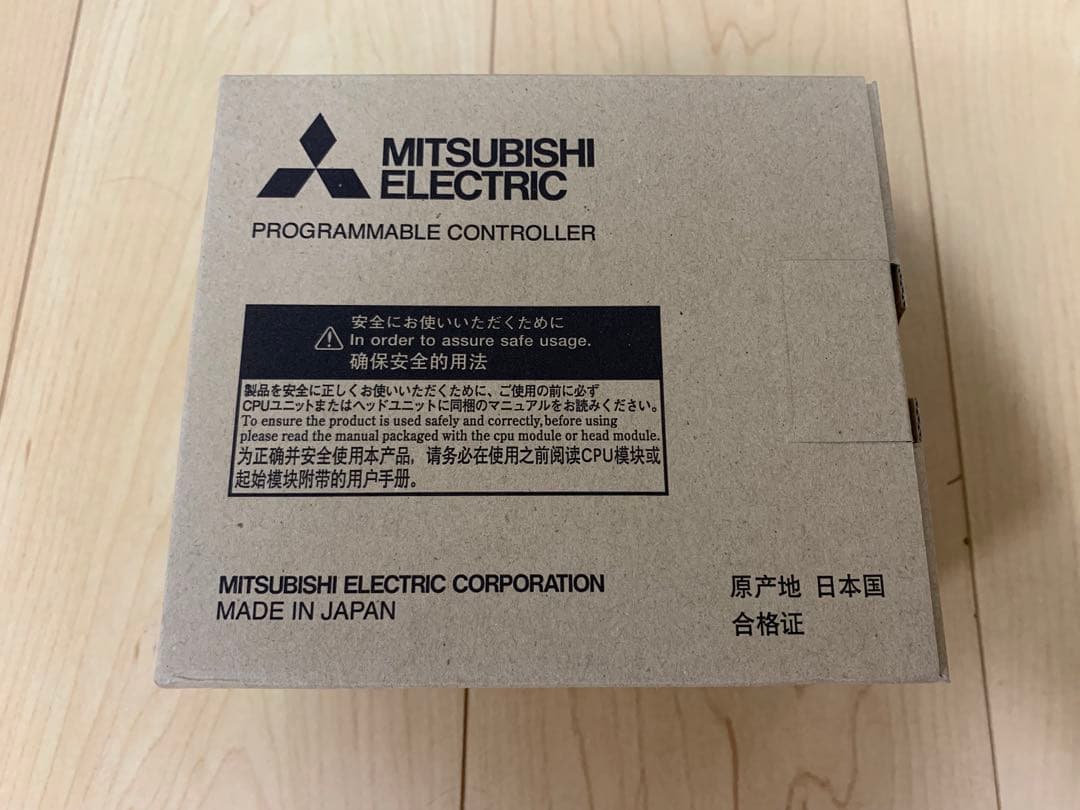 MITSUBISHI
ELECTRIC
PROGRAMMABLE CONTROLLER
安全にお使いいただくために
In order to assure safe usage.
确保安全的用法
製品を安全に正しくお使いいただくために、ご使用の前に必ず
CPUユニットまたはヘッドユニットに同梱のマニュアルをお読みください。
To ensure the product is used safely and correctly,before using
please read the manual packaged with the cpu module or head module.
为正确并安全使用本产品，请务必在使用之前阅读CPU模块或
起始模块附带的用户手册。
MITSUBISHI ELECTRIC CORPORATION
MADE IN JAPAN
原产地 日本国
合格证